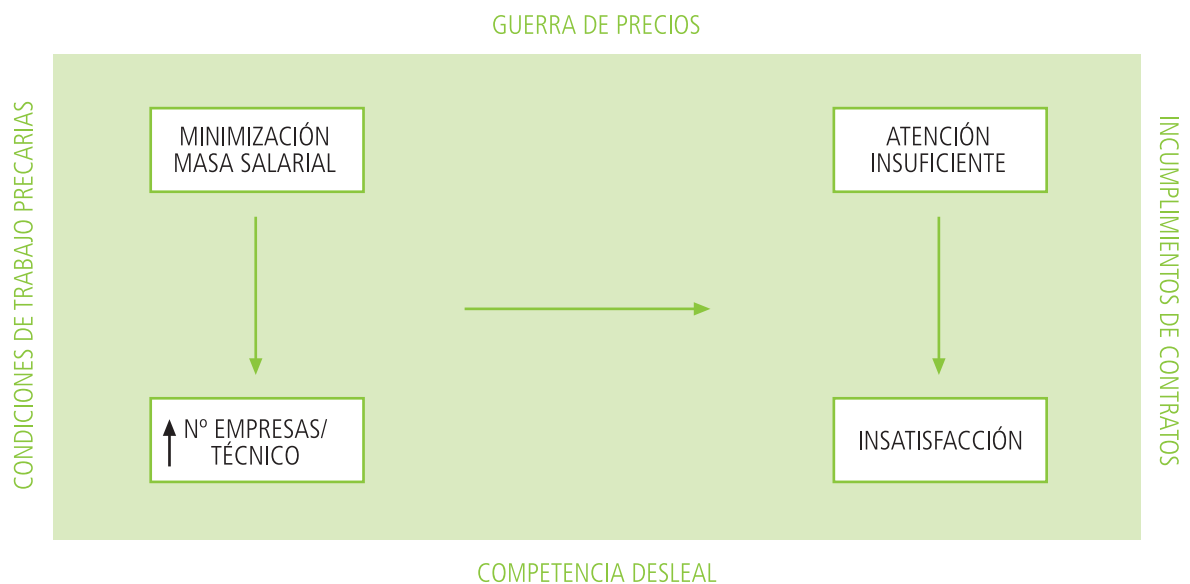 GUERRA DE PRECIOS
CONDICIONES DE TRABAJO PRECARIAS
MINIMIZACIÓN
MASA SALARIAL
Nº EMPRESAS/
TÉCNICO
ATENCIÓN
INSUFICIENTE
INSATISFACCIÓN
INCUMPLIMIENTOS DE CONTRATOS
COMPETENCIA DESLEAL